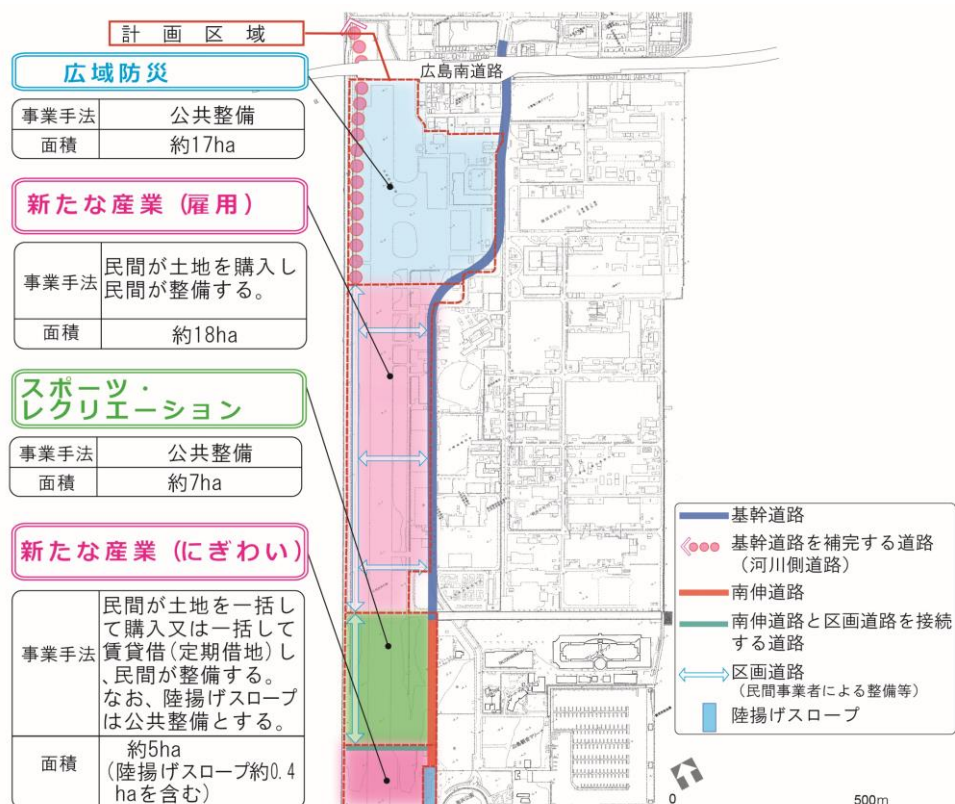 計画区域
広島南道路
広域防災
事業手法 公共整備
面積 約17ha
新たな産業(雇用)
事業手法 民間が土地を購入し
民間が整備する。
面積 約18ha
スポーツ・
レクリエーション
事業手法 公共整備
面積 約7ha
新たな産業(にぎわい)
事業手法 民間が土地を一括し
て購入又は一括して
賃貸借(定期借地)し
、民間が整備する。
なお、陸揚げスロープ
は公共整備とする。
面積 約5ha
(陸揚げスロープ約0.4
haを含む)
基幹道路
基幹道路を補完する道路
(河川側道路)
南伸道路
南伸道路と区画道路を接続
する道路
区画道路
(民間事業者による整備等)
陸揚げスロープ
0 500m